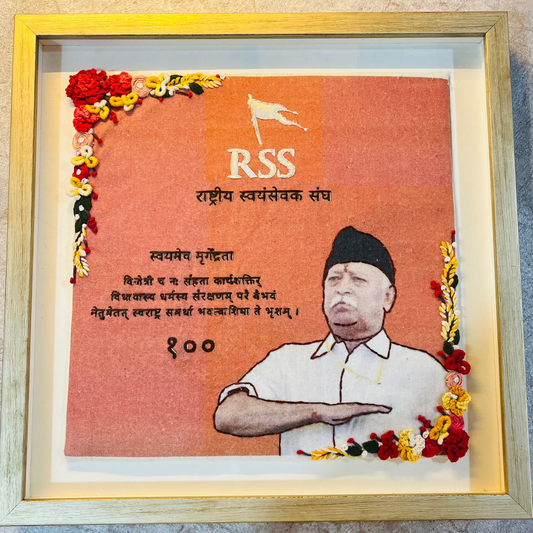 RSS
राष्ट्रीय स्वयंसेवक संघ
स्वयमेव मृगेंद्रता
विजेत्री च नः संहता कार्यशक्तिर्
विधायास्य धर्मस्य संरक्षणम् परं वैभवं
नेतुमेतत् स्वराष्ट्र समर्था भवत्वाशिषा ते भृशम् ।
१००